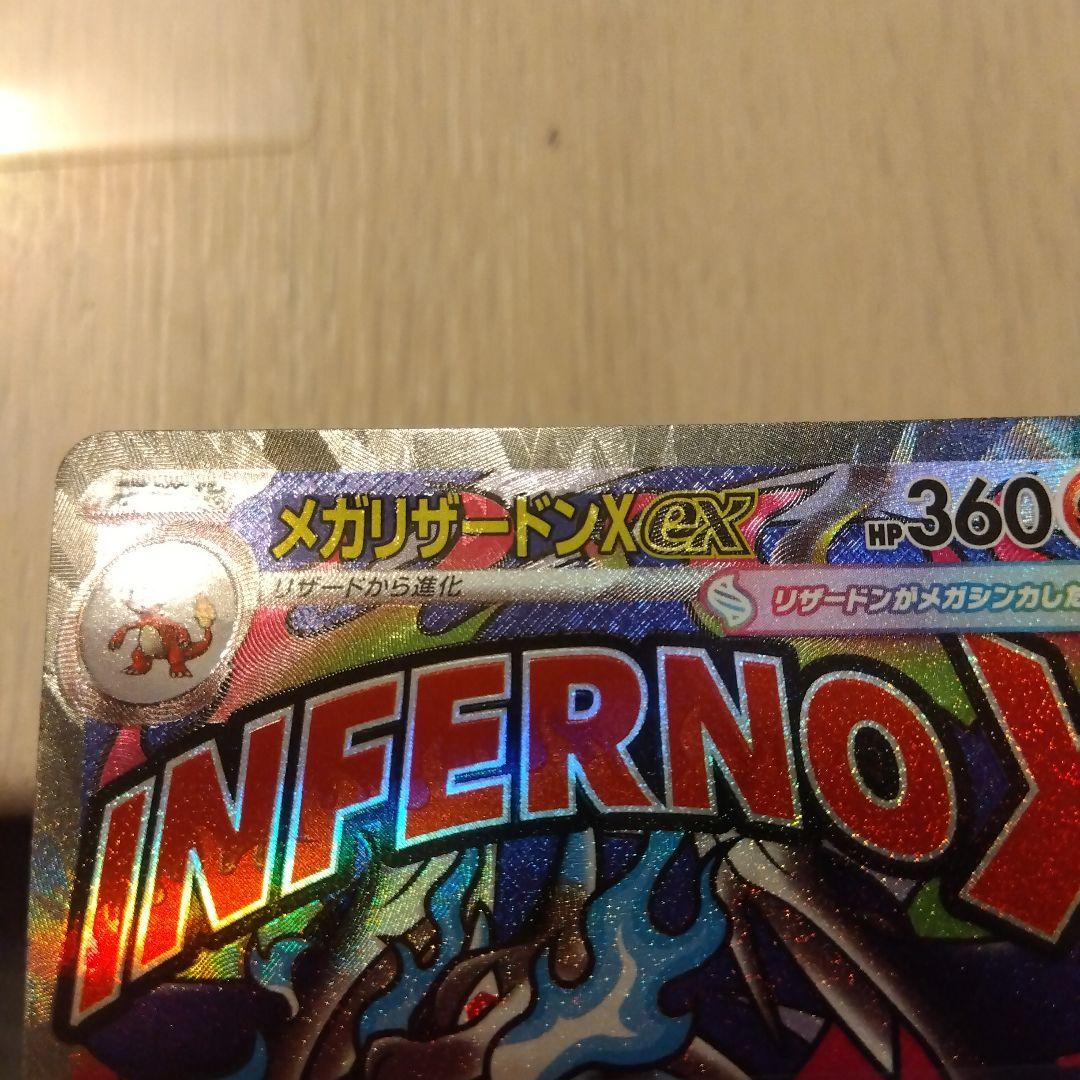 メガリザードンXex HP360
リザードから進化
リザードンがメガシンカした
INFERNO X